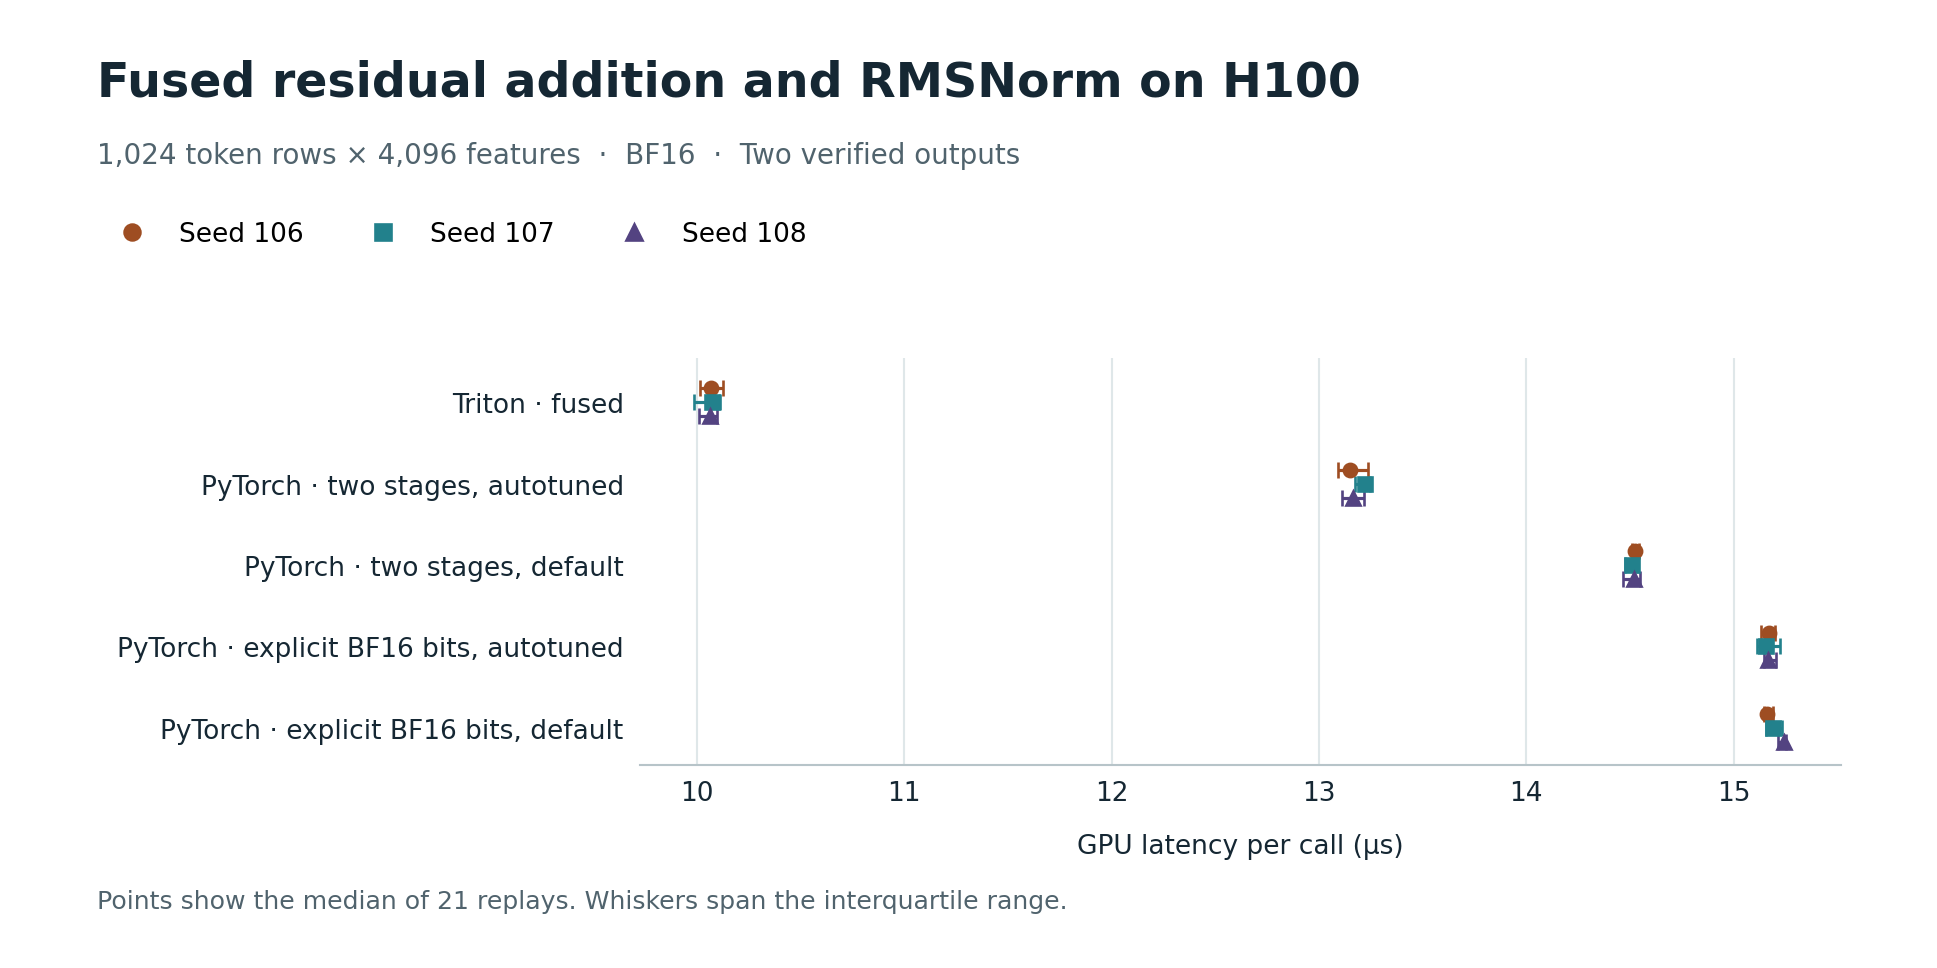 Fused residual addition and RMSNorm on H100
1,024 token rows × 4,096 features · BF16 · Two verified outputs
Seed 106 Seed 107 Seed 108
Triton · fused
PyTorch · two stages, autotuned
PyTorch · two stages, default
PyTorch · explicit BF16 bits, autotuned
PyTorch · explicit BF16 bits, default
10 11 12 13 14 15
GPU latency per call (µs)
Points show the median of 21 replays. Whiskers span the interquartile range.